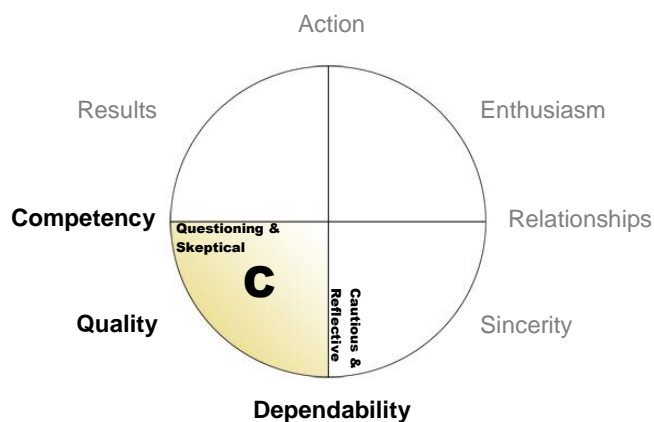 Action
Results
Enthusiasm
Competency
Relationships
Questioning &
Skeptical
C
Cautious &
Reflective
Quality
Sincerity
Dependability